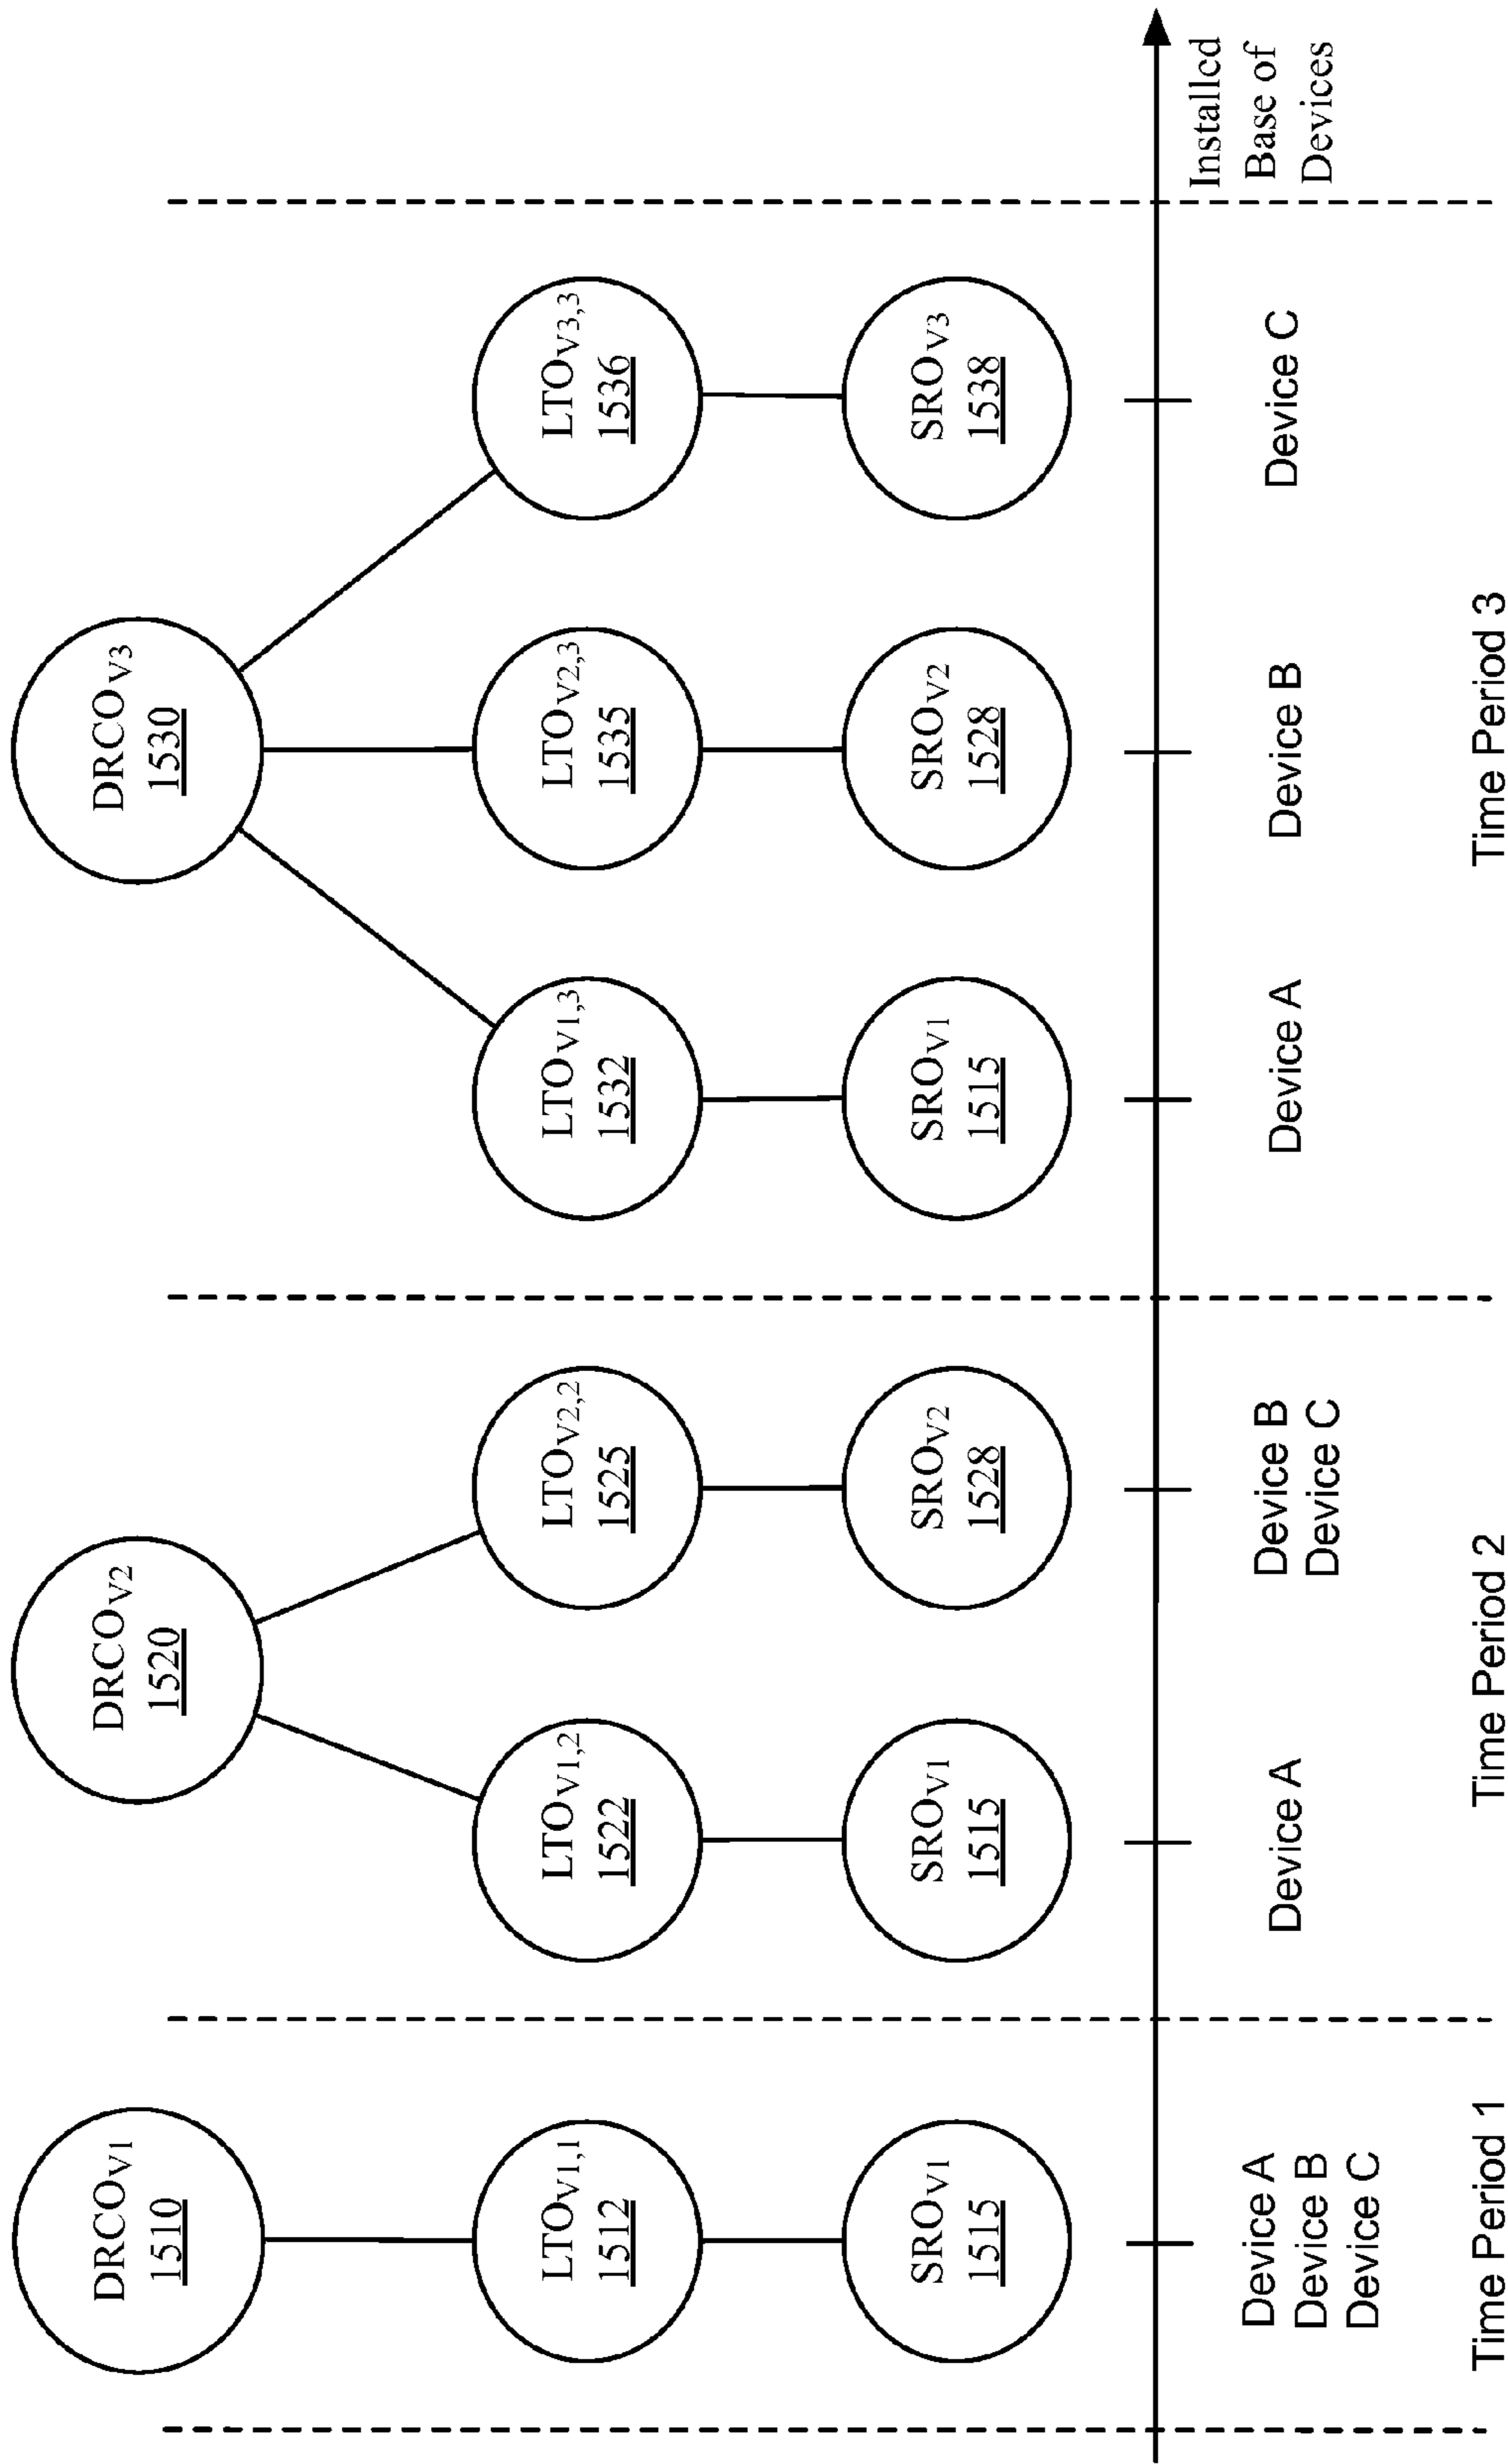 DRCOV1
1510
LTOV1,1
1512
SROV1
1515
DRCOV2
1520
LTOV1,2
1522
LTOV2,2
1525
SROV1
1515
SROV2
1528
DRCOV3
1530
LTOV1,3
1532
LTOV2,3
1535
LTOV3,3
1536
SROV1
1515
SROV2
1528
SROV3
1538
Installed
Base of
Devices
Device A
Device B
Device C
Device A
Device B
Device C
Device A
Device B
Device C
Time Period 1
Time Period 2
Time Period 3